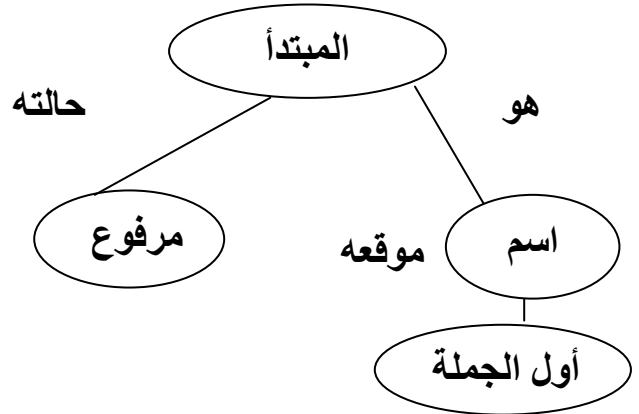 المبتدأ
هو
حالته
اسم
موقعه
مرفوع
أول الجملة